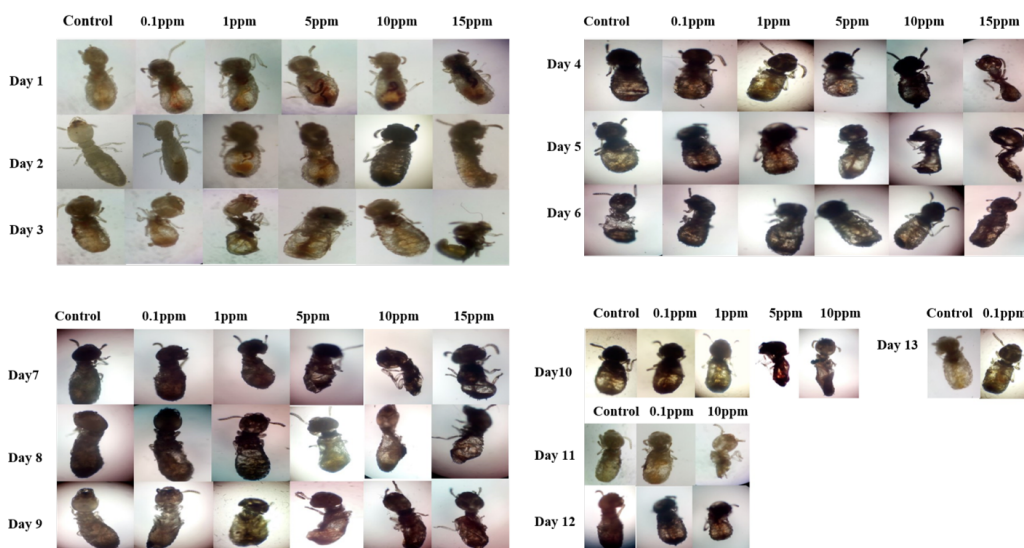 Control 0.1ppm 1ppm 5ppm 10ppm 15ppm
Day 1
Day 2
Day 3
Control 0.1ppm 1ppm 5ppm 10ppm 15ppm
Day 4
Day 5
Day 6
Control 0.1ppm 1ppm 5ppm 10ppm 15ppm
Day7
Day 8
Day 9
Control 0.1ppm 1ppm 5ppm 10ppm
Day10
Control 0.1ppm 10ppm
Day 11
Day 12
Control 0.1ppm
Day 13